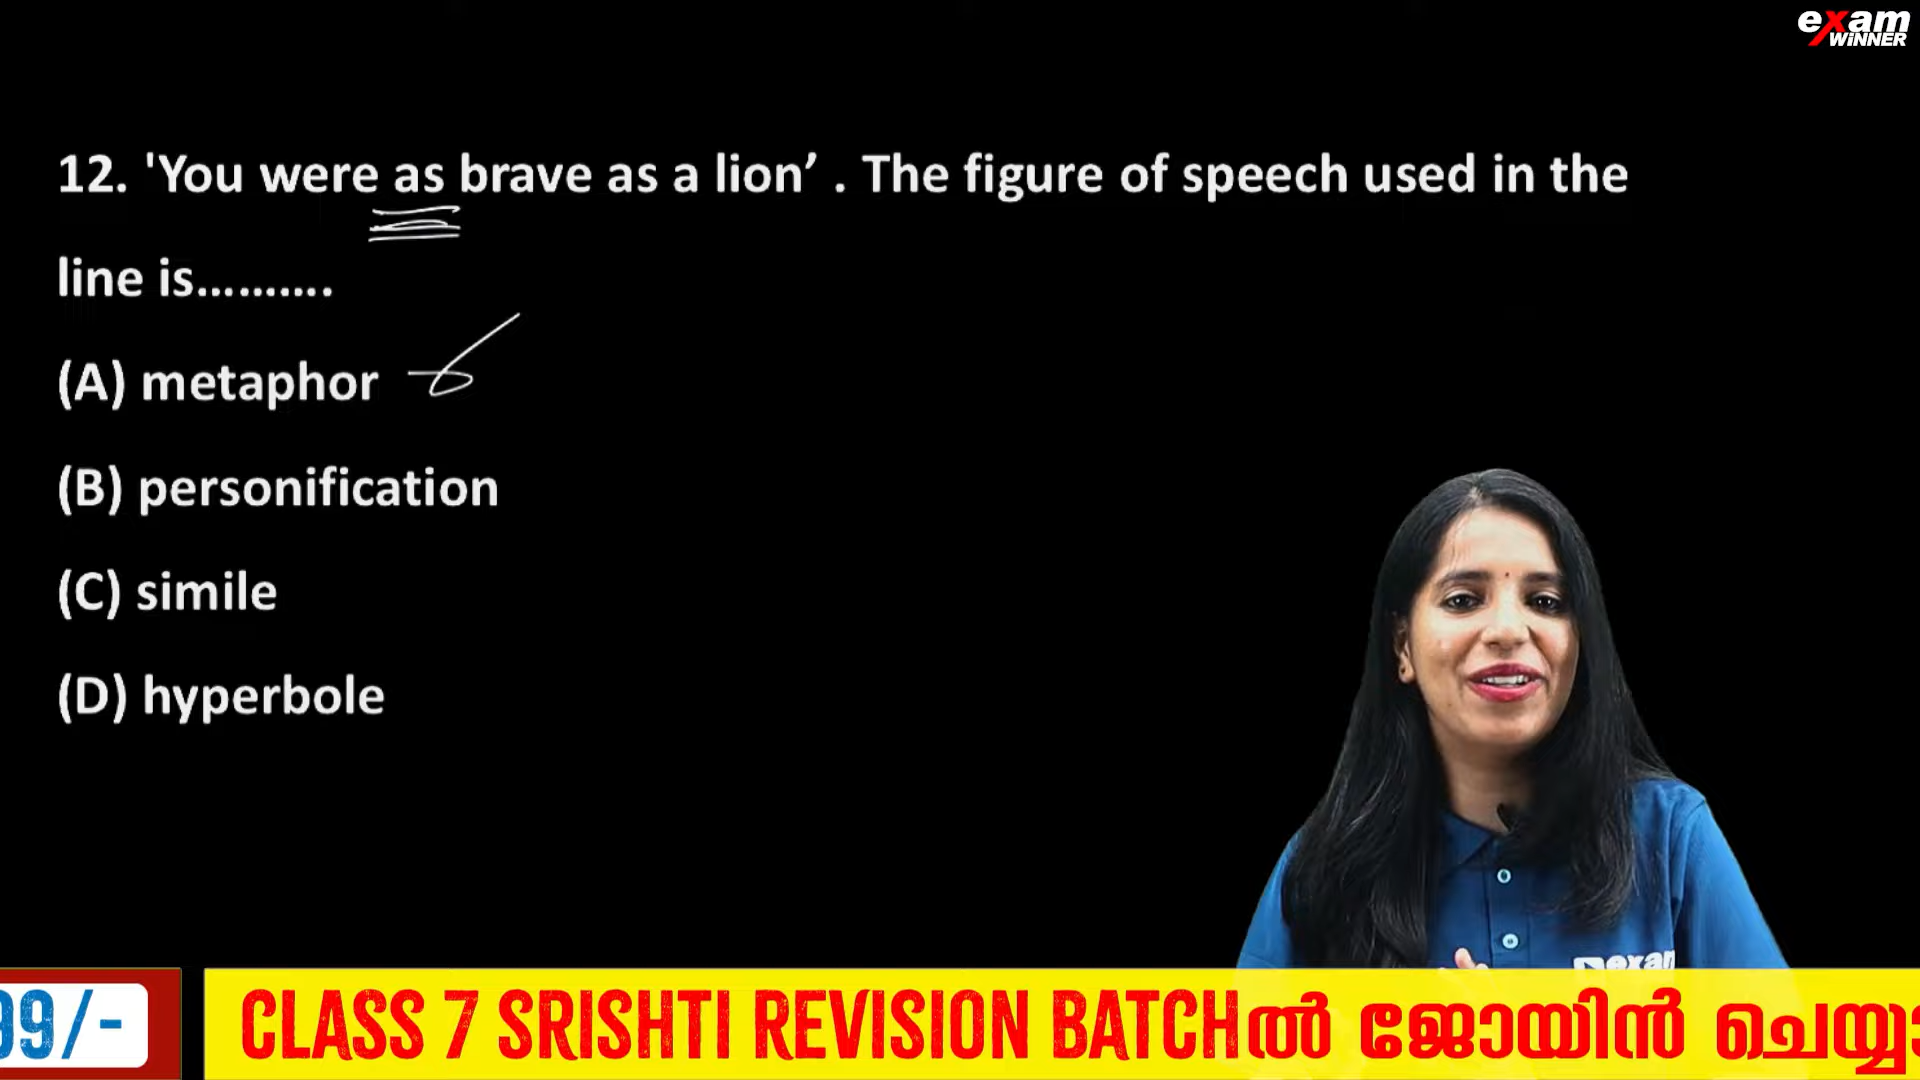 exam
WINNER
12. 'You were as brave as a lion’ . The figure of speech used in the
line is..........
(A) metaphor
(B) personification
(C) simile
(D) hyperbole
exam
99/-
CLASS 7 SRISHTI REVISION BATCHൽ ജോയിൻ ചെയ്യാ